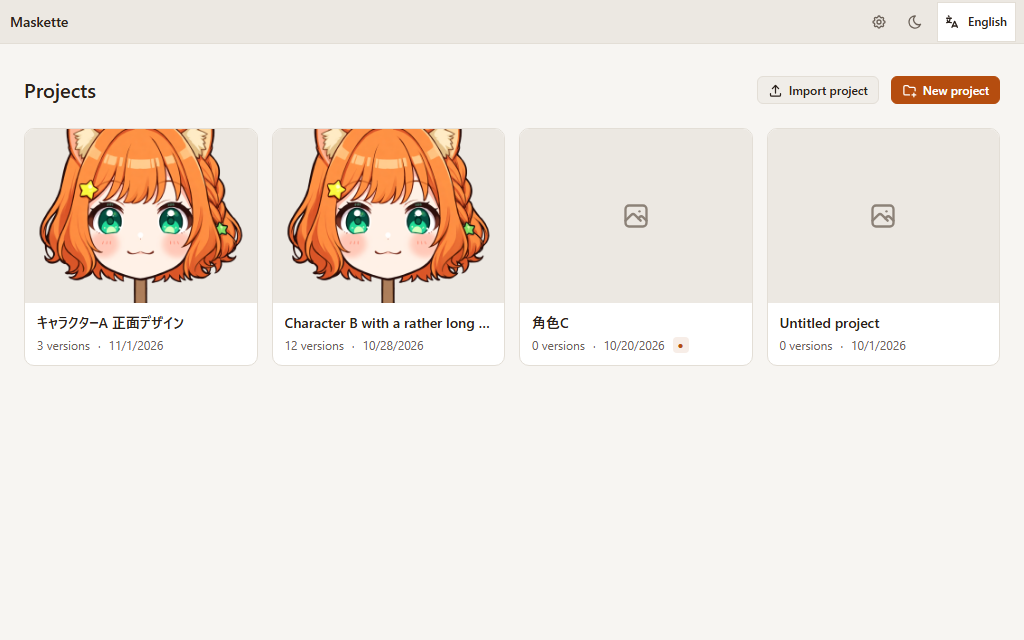 Maskette
English
Projects
Import project
New project
キャラクターA 正面デザイン
3 versions · 11/1/2026
Character B with a rather long ...
12 versions · 10/28/2026
角色C
0 versions · 10/20/2026
Untitled project
0 versions · 10/1/2026